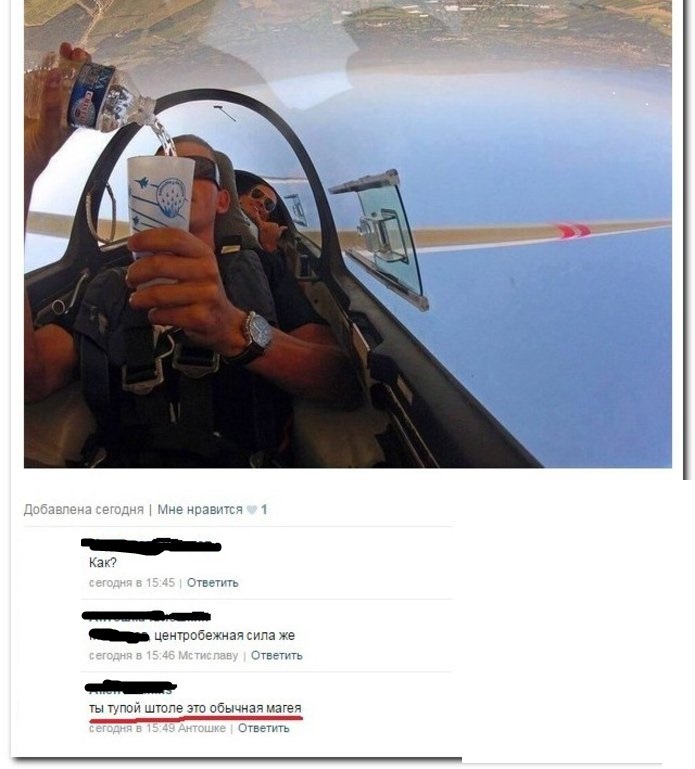 Добавлена сегодня | Мне нравится 1
Как?
сегодня в 15:45 | Ответить
, центробежная сила же
сегодня в 15:46 Мстиславу | Ответить
ты тупой штоле это обычная магея
сегодня в 15:49 Антошке | Ответить